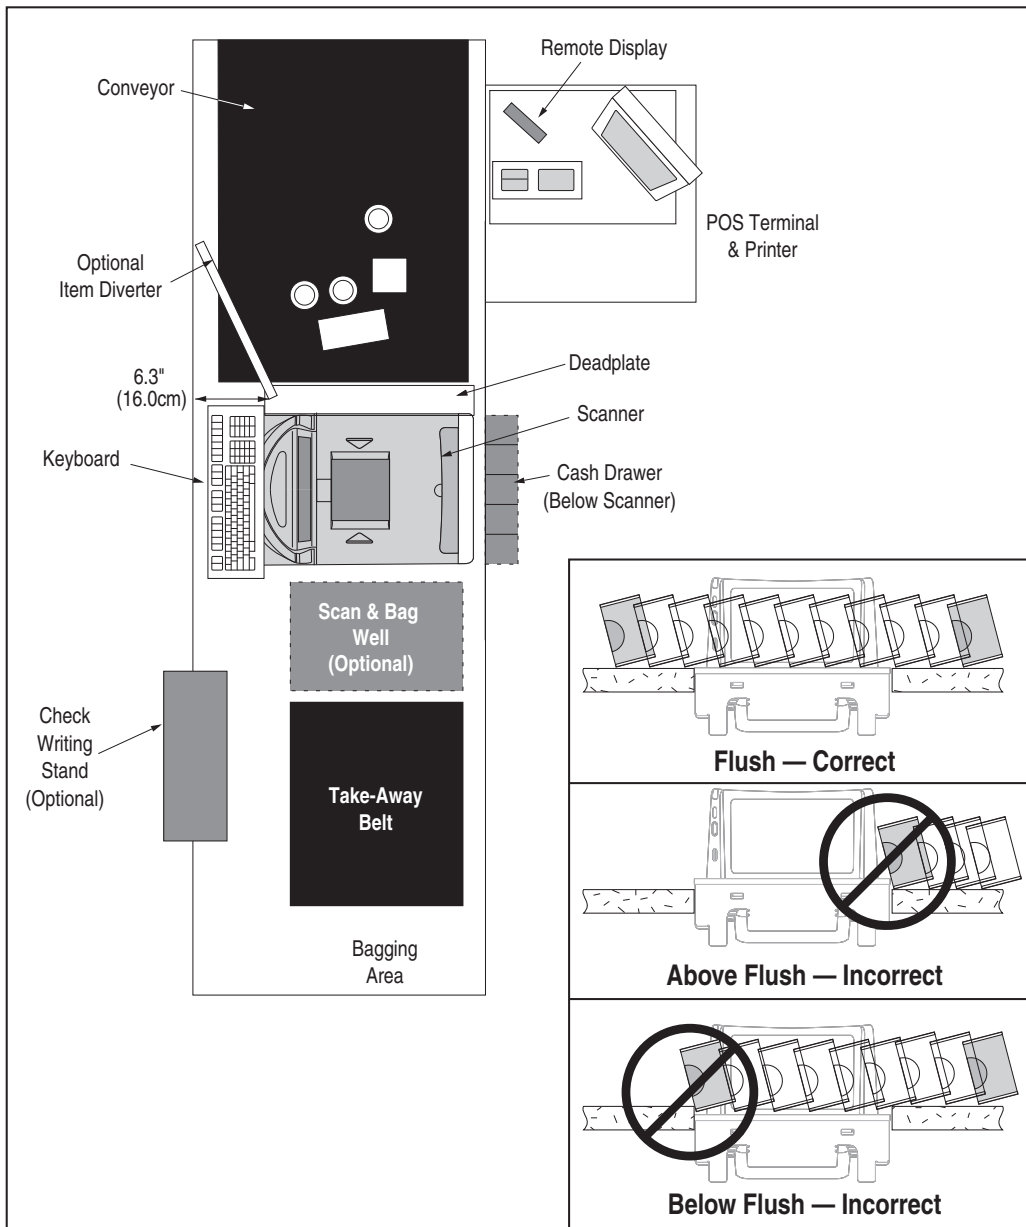 Remote Display
Conveyor
POS Terminal
& Printer
Optional
Item Diverter
6.3"
(16.0cm)
Deadplate
Scanner
Keyboard
Cash Drawer
(Below Scanner)
Scan & Bag
Well
(Optional)
Check
Writing
Stand
(Optional)
Take-Away
Belt
Bagging
Area
Flush — Correct
Above Flush — Incorrect
Below Flush — Incorrect